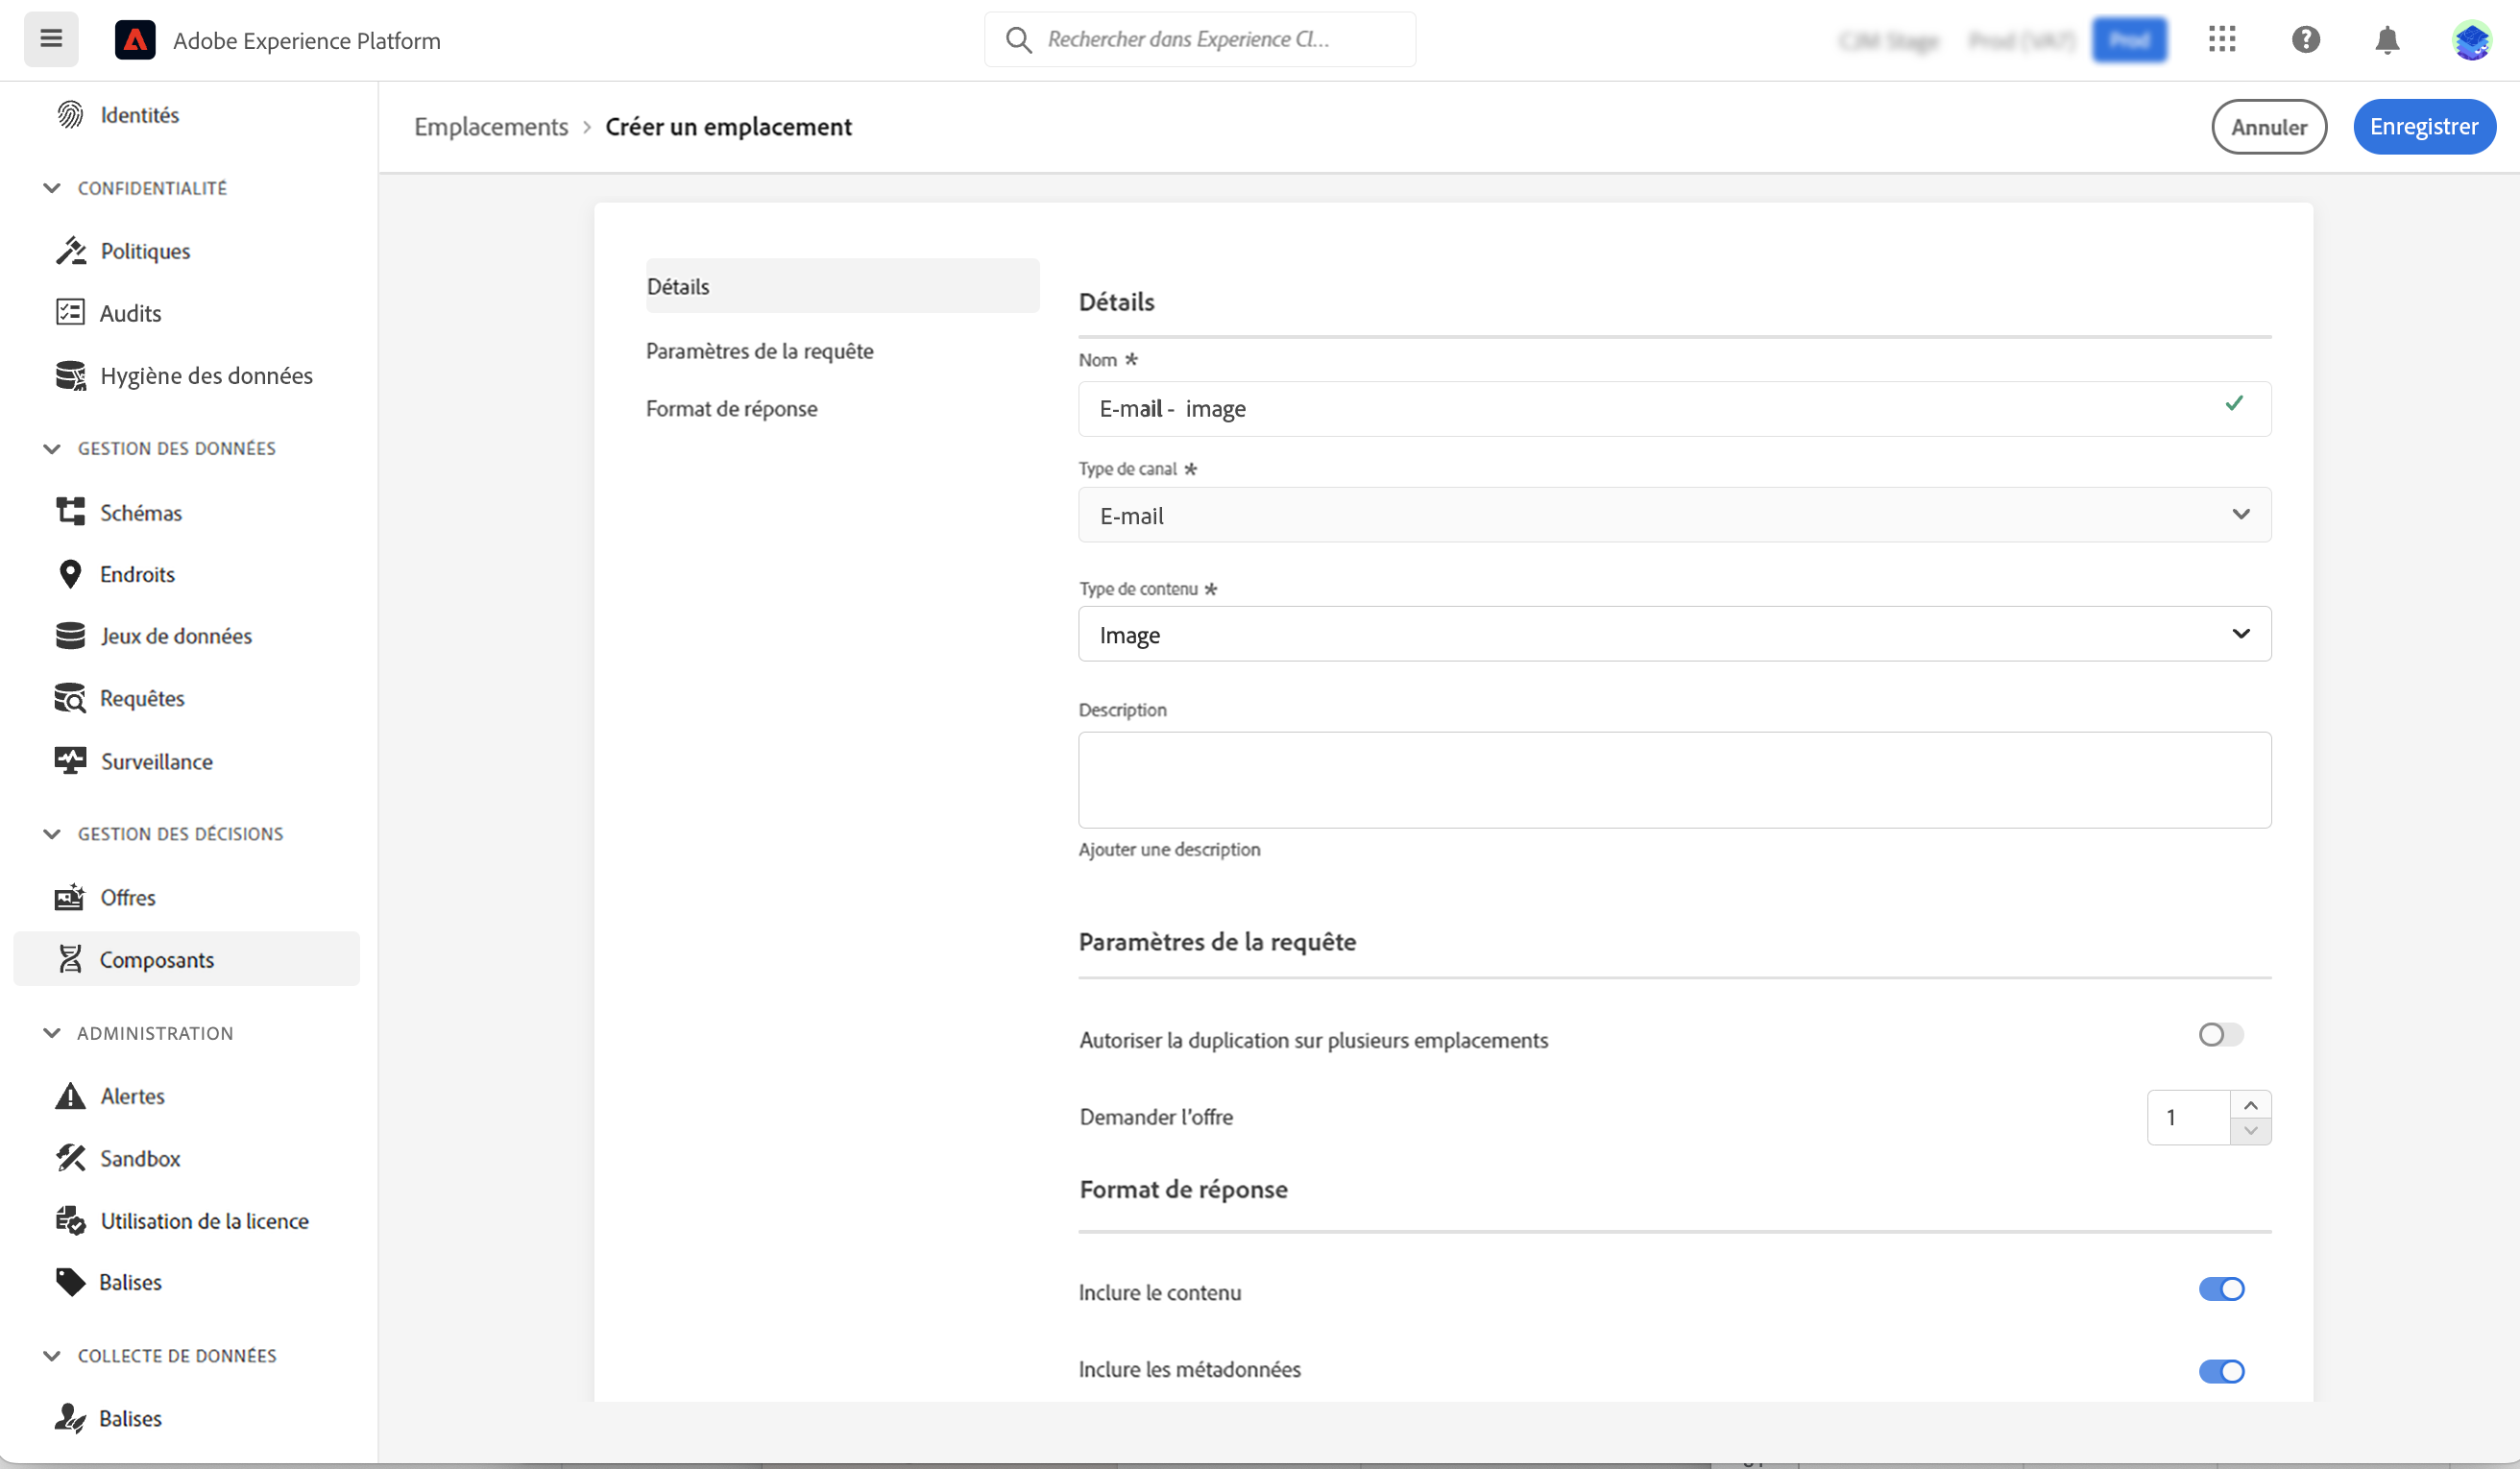 Adobe Experience Platform
Rechercher dans Experience Cl...
Prod
Identités
CONFIDENTIALITÉ
Politiques
Audits
Hygiène des données
GESTION DES DONNÉES
Schémas
Endroits
Jeux de données
Requêtes
Surveillance
GESTION DES DÉCISIONS
Offres
Composants
ADMINISTRATION
Alertes
Sandbox
Utilisation de la licence
Balises
COLLECTE DE DONNÉES
Balises
Emplacements > Créer un emplacement
Annuler
Enregistrer
Détails
Paramètres de la requête
Format de réponse
Détails
Nom *
E-mail - image
Type de canal *
E-mail
Type de contenu *
Image
Description
Ajouter une description
Paramètres de la requête
Autoriser la duplication sur plusieurs emplacements
Demander l'offre
1
Format de réponse
Inclure le contenu
Inclure les métadonnées